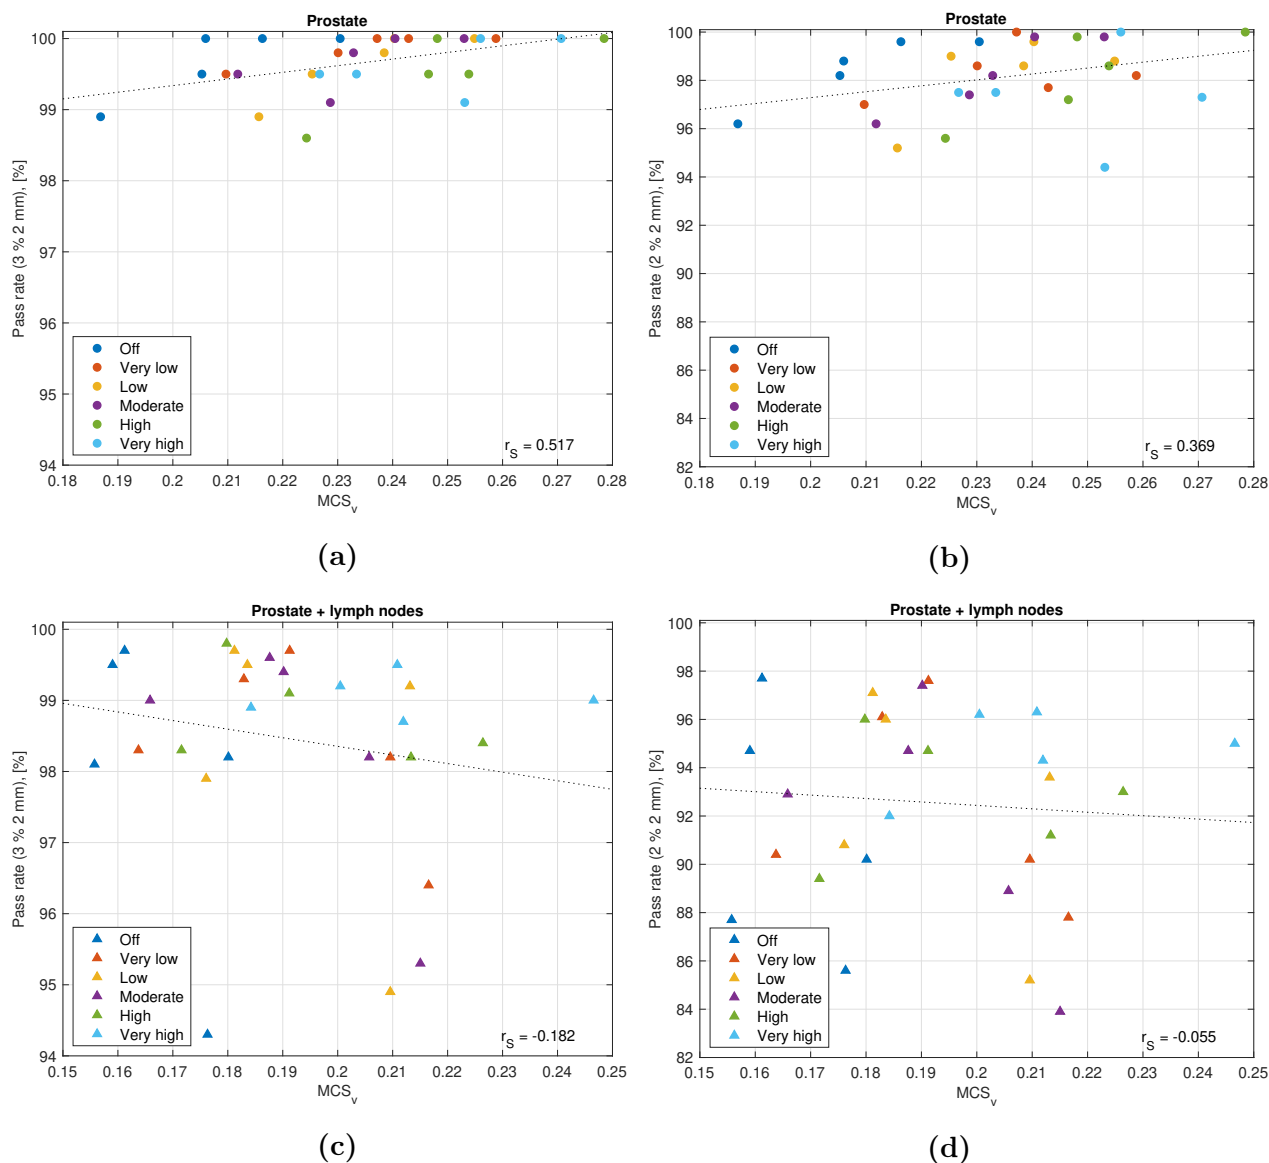 Prostate
Pass rate (3 % 2 mm), [%]
100
99
98
97
96
95
94
Off
Very low
Low
Moderate
High
Very high
r_S = 0.517
0.18 0.19 0.2 0.21 0.22 0.23 0.24 0.25 0.26 0.27 0.28
MCS_v
(a)
Prostate
Pass rate (2 % 2 mm), [%]
100
98
96
94
92
90
88
86
84
82
Off
Very low
Low
Moderate
High
Very high
r_S = 0.369
0.18 0.19 0.2 0.21 0.22 0.23 0.24 0.25 0.26 0.27 0.28
MCS_v
(b)
Prostate + lymph nodes
Pass rate (3 % 2 mm), [%]
100
99
98
97
96
95
94
Off
Very low
Low
Moderate
High
Very high
r_S = -0.182
0.15 0.16 0.17 0.18 0.19 0.2 0.21 0.22 0.23 0.24 0.25
MCS_v
(c)
Prostate + lymph nodes
Pass rate (2 % 2 mm), [%]
100
98
96
94
92
90
88
86
84
82
Off
Very low
Low
Moderate
High
Very high
r_S = -0.055
0.15 0.16 0.17 0.18 0.19 0.2 0.21 0.22 0.23 0.24 0.25
MCS_v
(d)